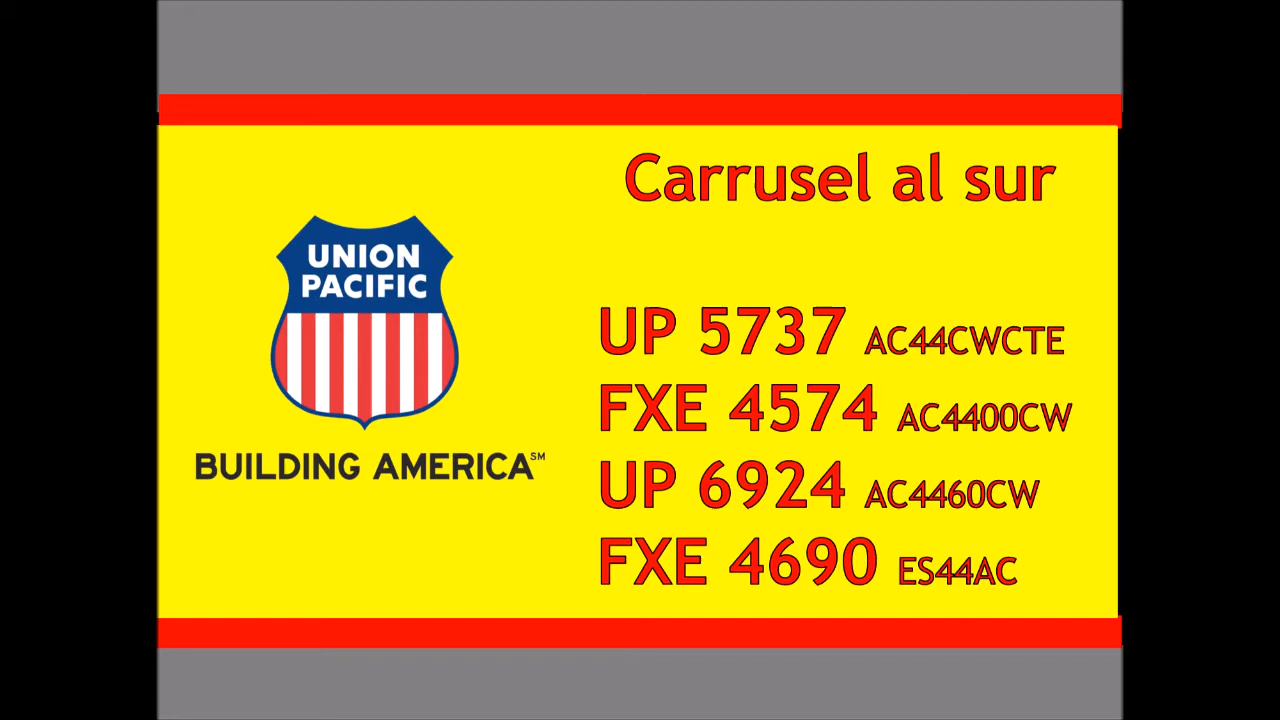 Carrusel al sur
UNION
PACIFIC
BUILDING AMERICA℠
UP 5737 AC44CWCTE
FXE 4574 AC4400CW
UP 6924 AC4460CW
FXE 4690 ES44AC